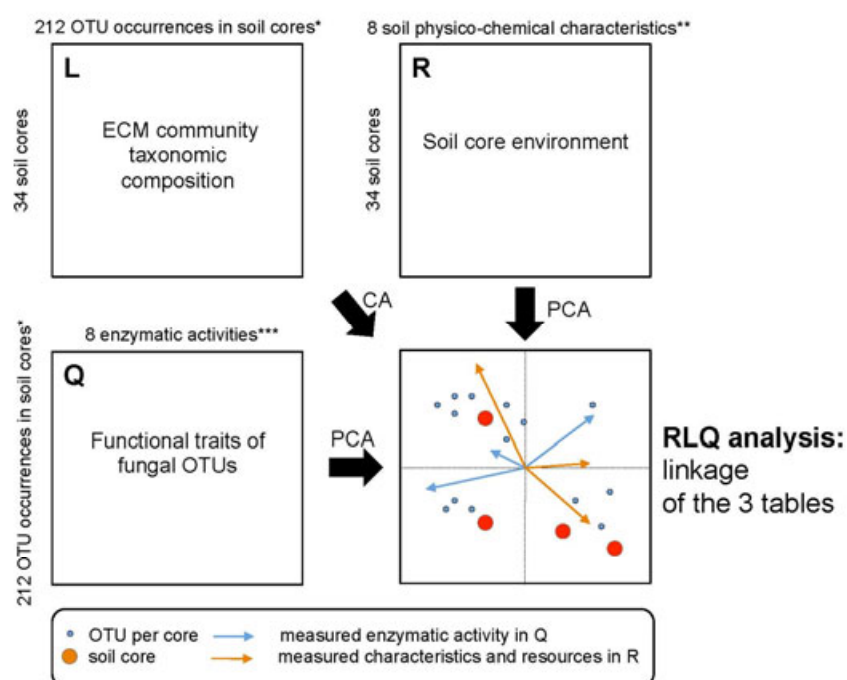 212 OTU occurrences in soil cores*
8 soil physico-chemical characteristics**
34 soil cores
L
ECM community
taxonomic
composition
34 soil cores
R
Soil core environment
CA
PCA
8 enzymatic activities***
212 OTU occurrences in soil cores*
Q
Functional traits of
fungal OTUs
PCA
RLQ analysis:
linkage
of the 3 tables
OTU per core
measured enzymatic activity in Q
soil core
measured characteristics and resources in R